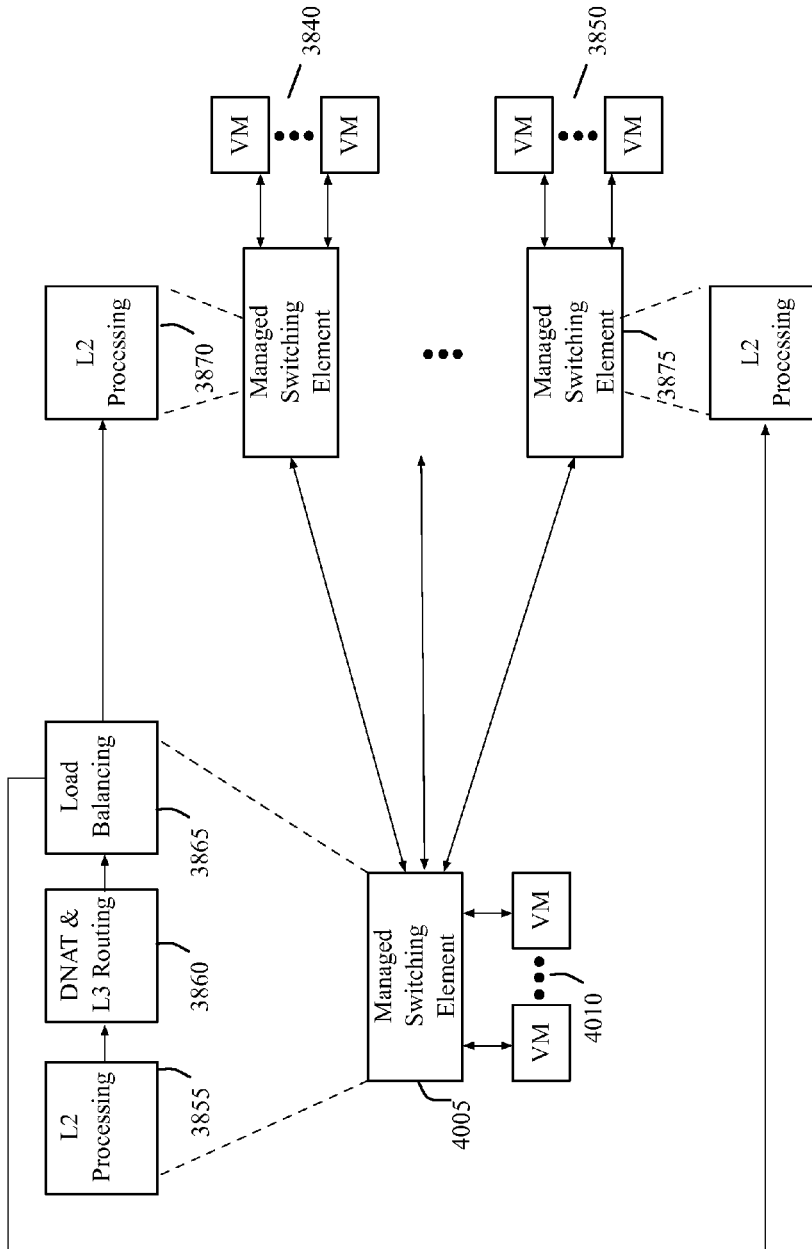 L2
Processing
3855
DNAT &
L3 Routing
3860
Load
Balancing
3865
L2
Processing
3870
Managed
Switching
Element
VM
VM
3840
Managed
Switching
Element
4005
VM
VM
4010
Managed
Switching
Element
3875
VM
VM
3850
L2
Processing